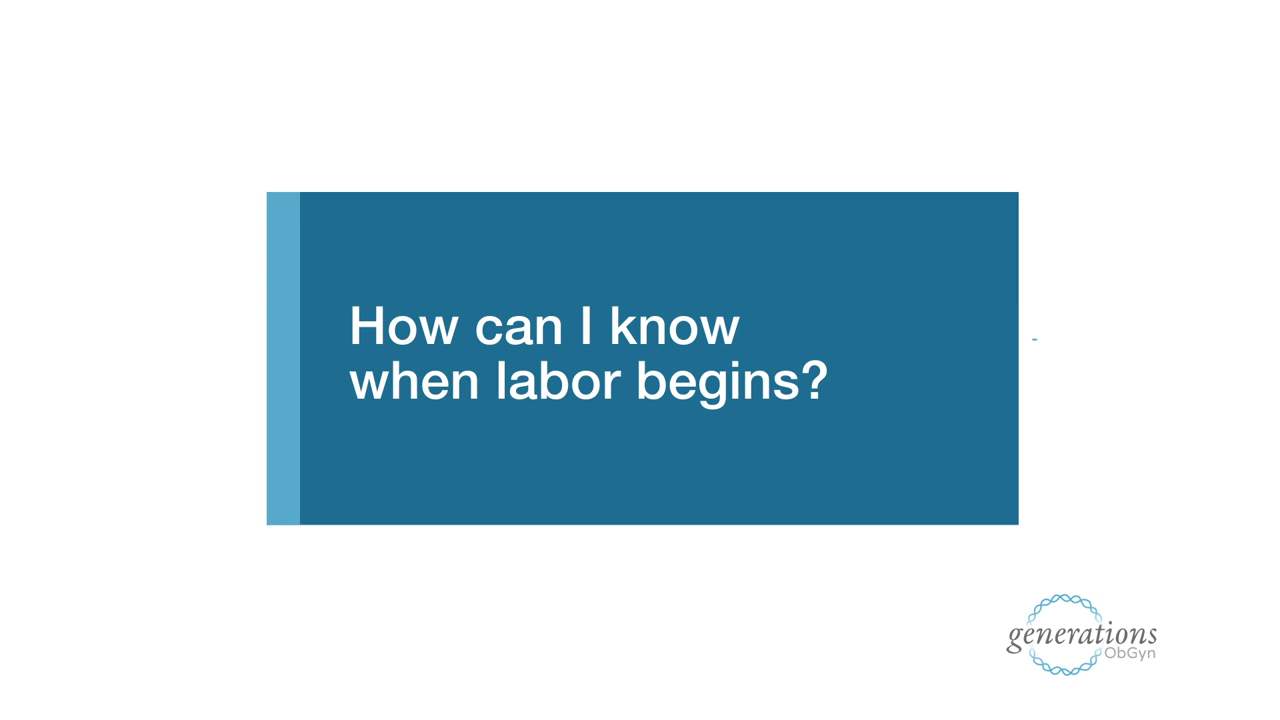 How can I know
when labor begins?
-
generations
ObGyn